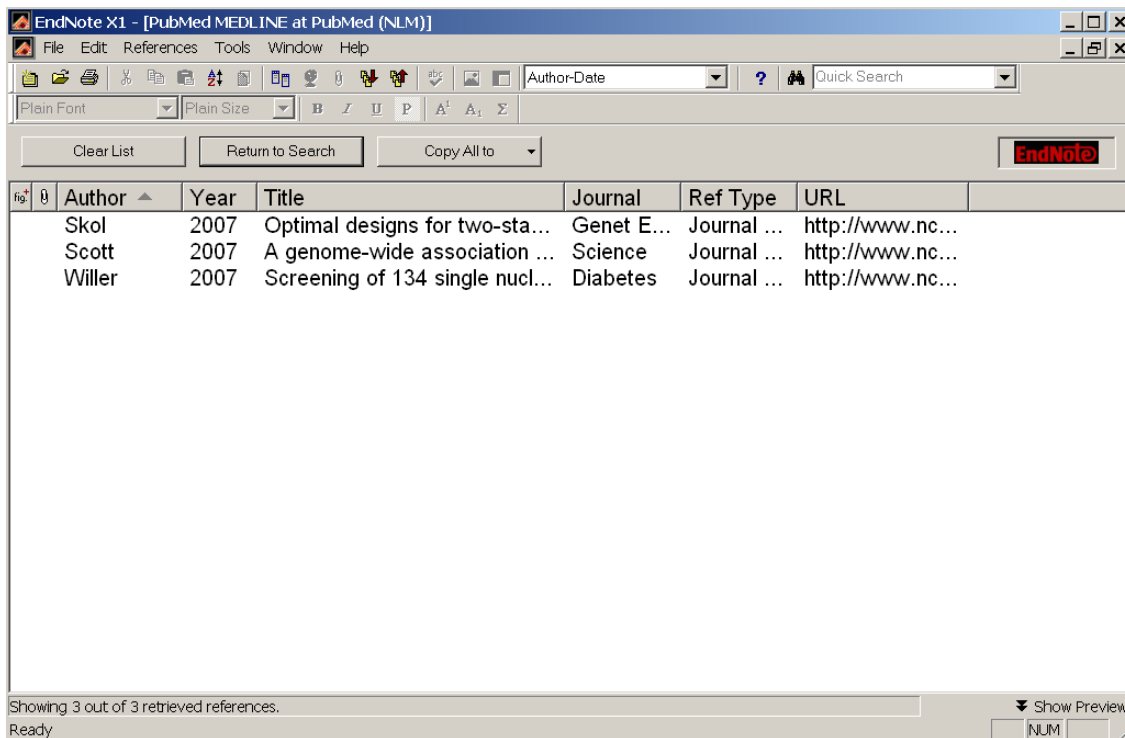 EndNote X1 - [PubMed MEDLINE at PubMed (NLM)]
File Edit References Tools Window Help
Author-Date ? Quick Search
Plain Font Plain Size B I U P A¹ A₁ Σ
Clear List Return to Search Copy All to EndNote
fig. Author Year Title Journal Ref Type URL
Skol 2007 Optimal designs for two-sta... Genet E... Journal ... http://www.nc...
Scott 2007 A genome-wide association ... Science Journal ... http://www.nc...
Willer 2007 Screening of 134 single nucl... Diabetes Journal ... http://www.nc...
Showing 3 out of 3 retrieved references. Show Preview
Ready NUM